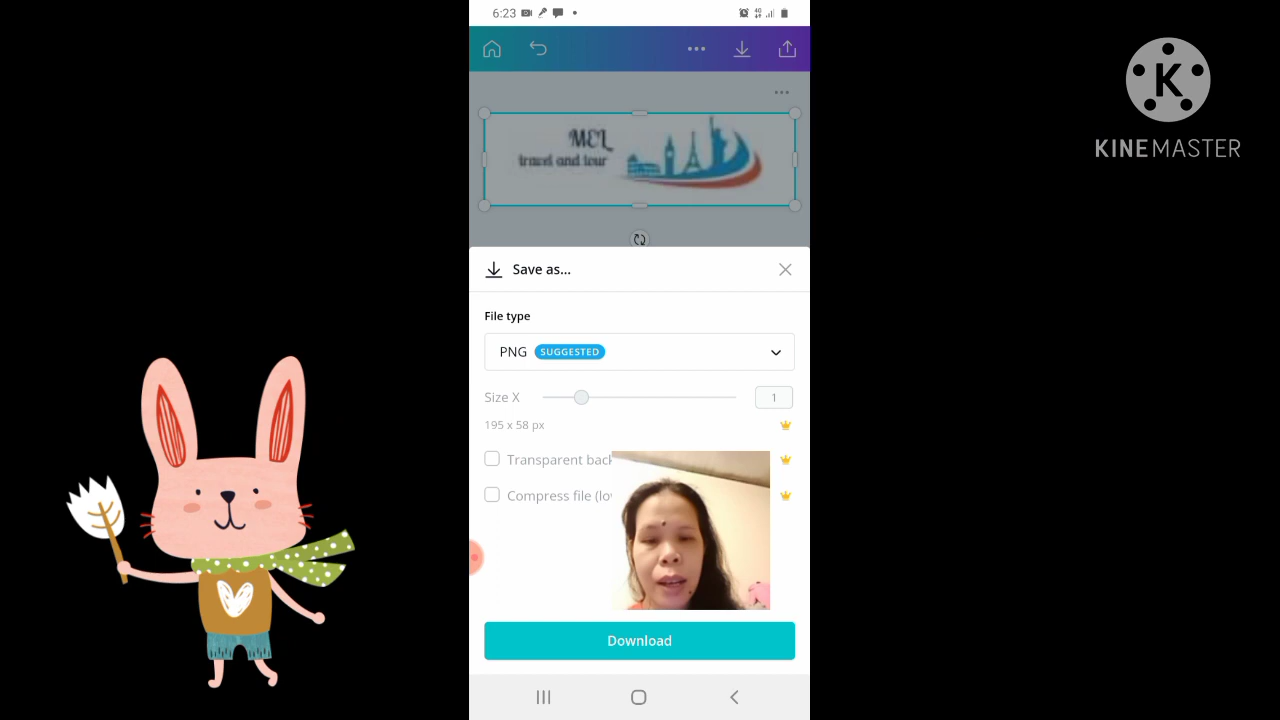 6:23
4G
MEL
travel and tour
Save as...
File type
PNG SUGGESTED
Size X
1
195 x 58 px
Transparent back
Compress file (lo
Download
K
KINEMASTER